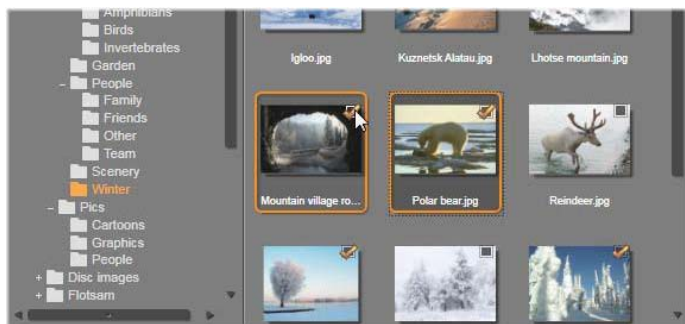 Amphibians
Birds
Invertebrates
Garden
People
Family
Friends
Other
Team
Scenery
Winter
Pics
Cartoons
Graphics
People
Disc images
Flotsam
Igloo.jpg
Kuznetsk Alatau.jpg
Lhotse mountain.jpg
Mountain village ro...
Polar bear.jpg
Reindeer.jpg